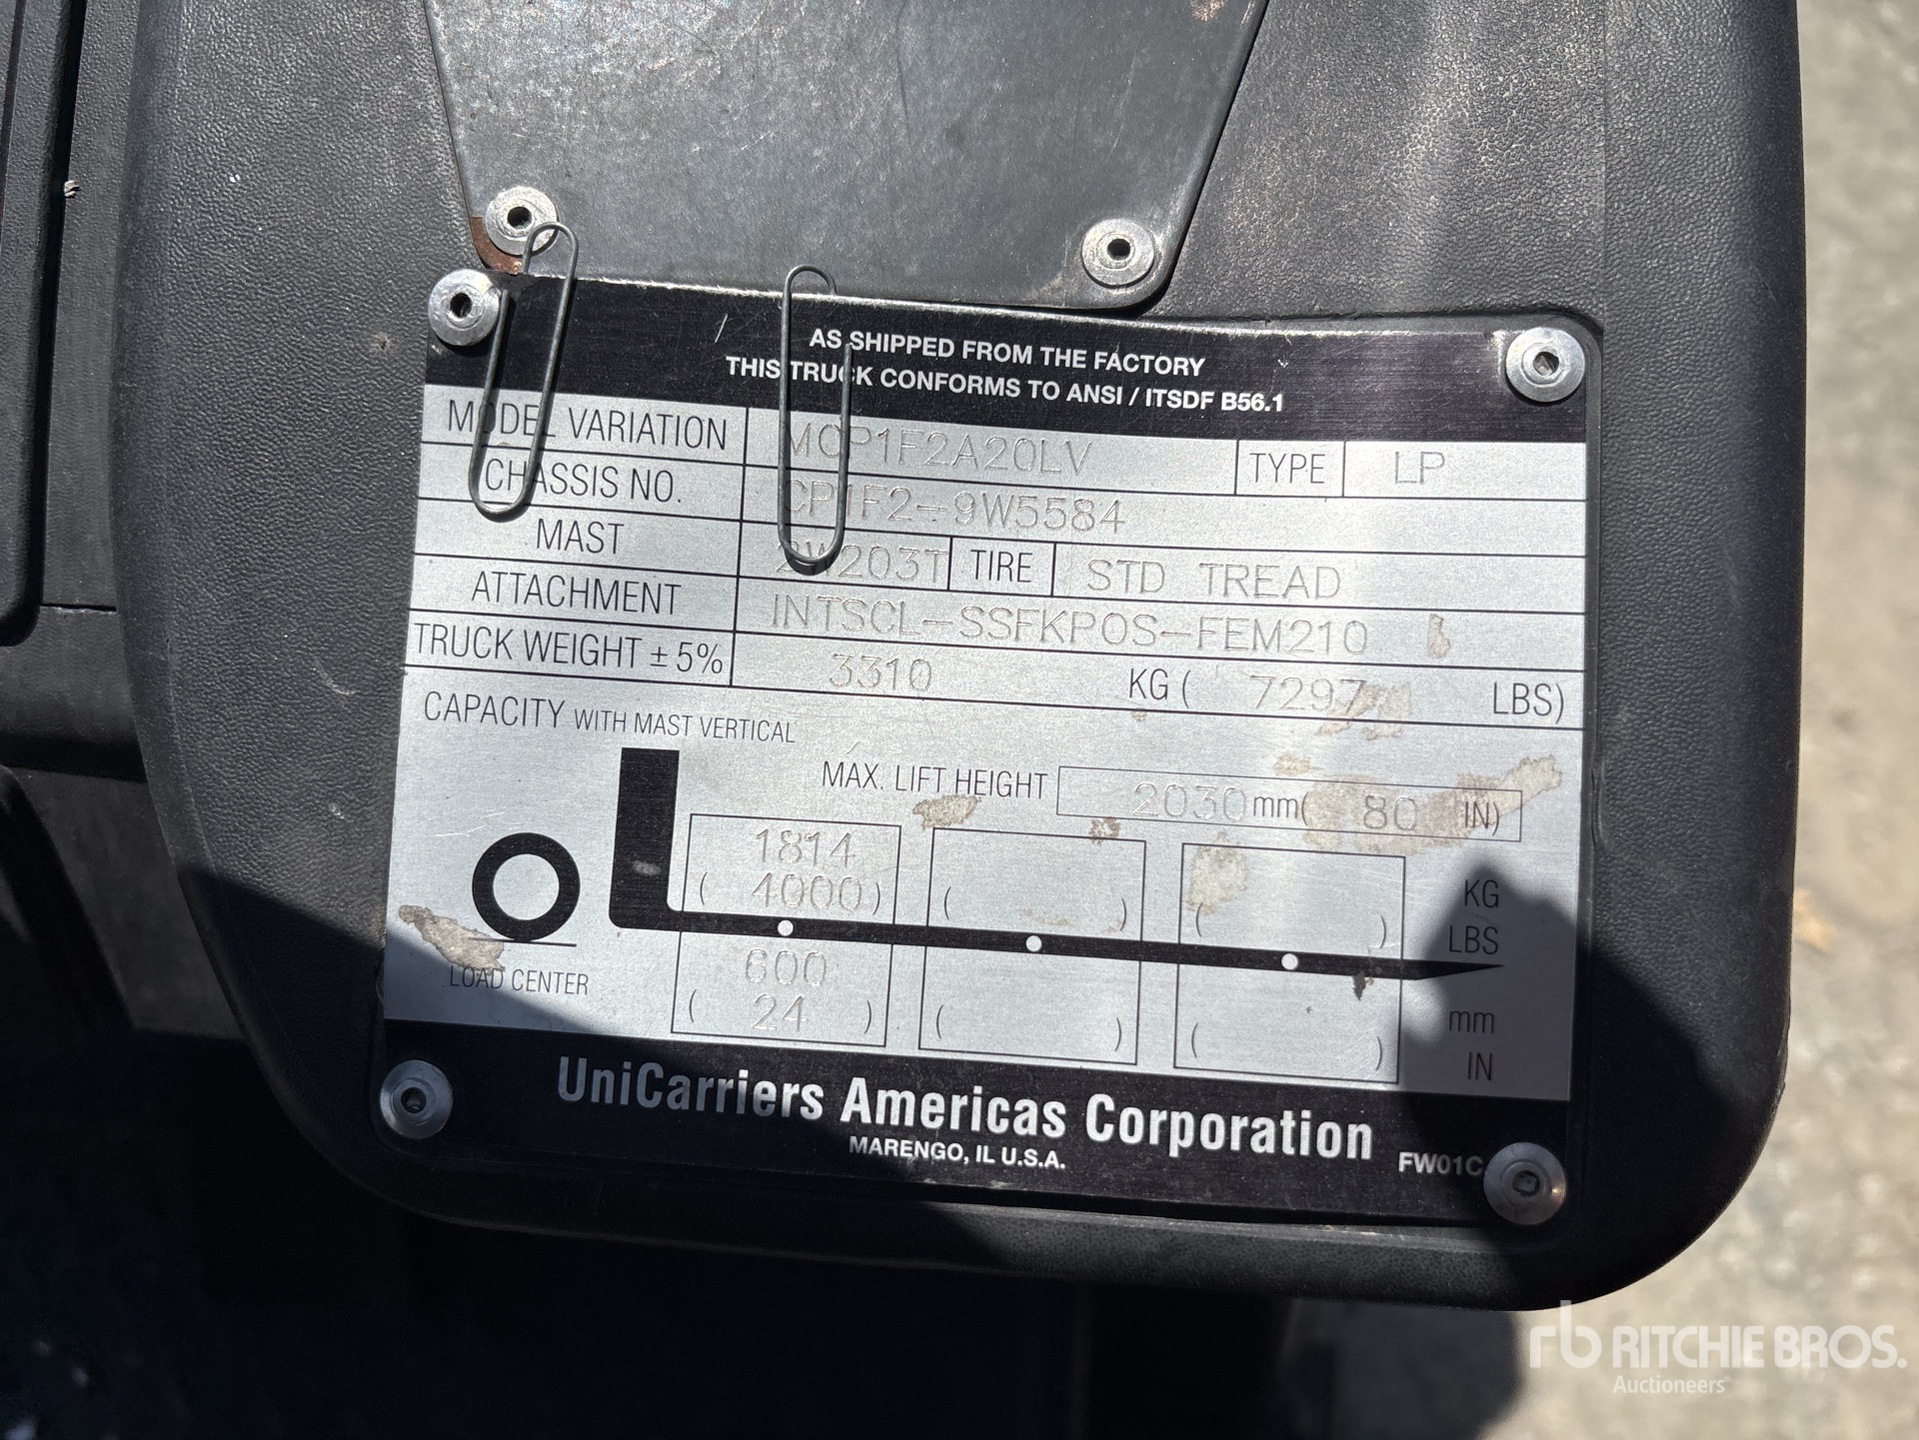 AS SHIPPED FROM THE FACTORY
THIS TRUCK CONFORMS TO ANSI / ITSDF B56.1
MODEL VARIATION MCP1F2A20LV TYPE LP
CHASSIS NO. CP1F2-9W5584
MAST 2W203T TIRE STD TREAD
ATTACHMENT INTSCL-SSFKPOS-FEM210
TRUCK WEIGHT ± 5% 3310 KG ( 7297 LBS)
CAPACITY WITH MAST VERTICAL
MAX. LIFT HEIGHT 2030 mm( 80 IN)
1814 KG
( 4000 ) ( ) ( ) LBS
LOAD CENTER 600 mm
( 24 ) ( ) ( ) IN
UniCarriers Americas Corporation
MARENGO, IL U.S.A. FW01C
rb RITCHIE BROS.
Auctioneers